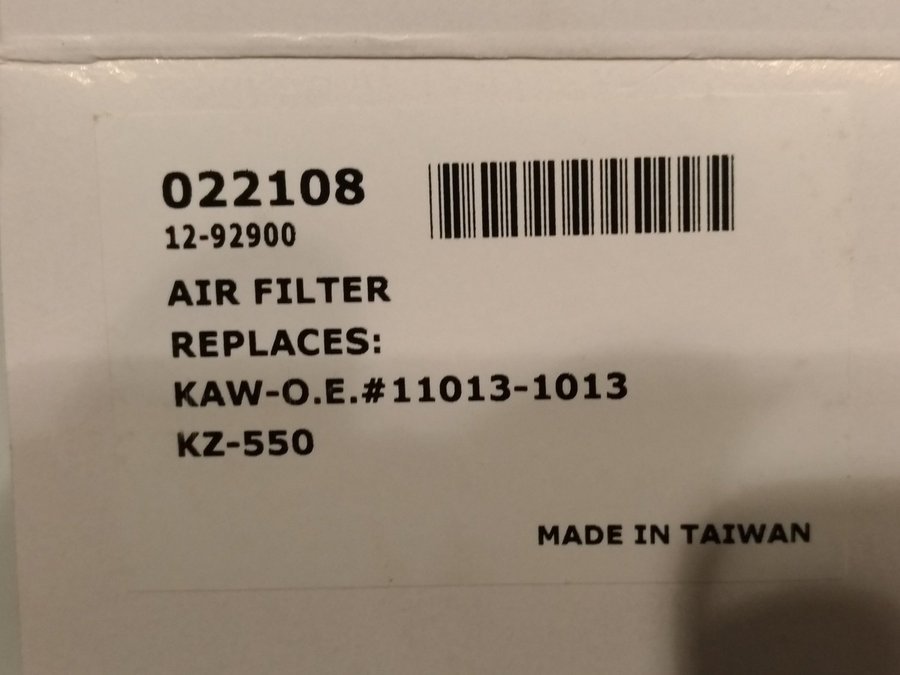 022108
12-92900
AIR FILTER
REPLACES:
KAW-O.E.#11013-1013
KZ-550
MADE IN TAIWAN